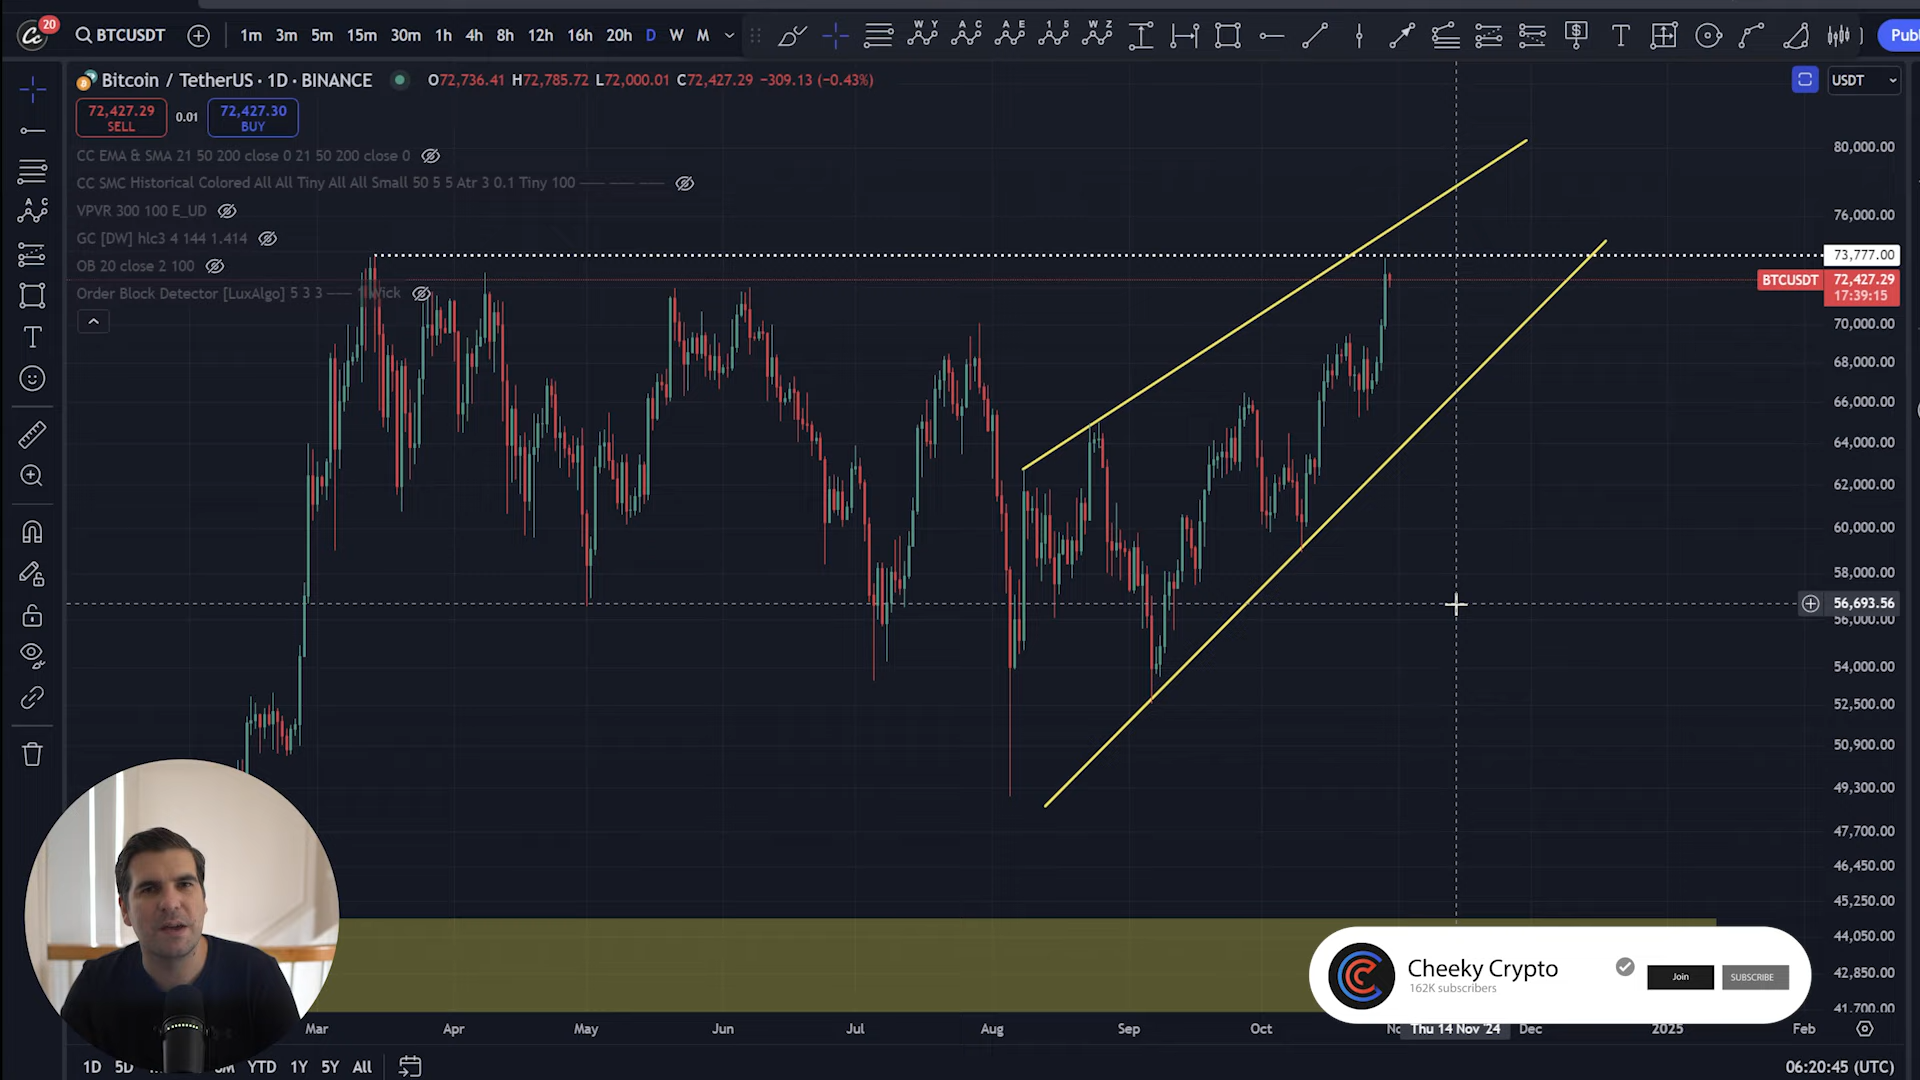 20
BTCUSDT
1m 3m 5m 15m 30m 1h 4h 8h 12h 16h 20h D W M
W Y
A C
A E
1 5
W Z
T
Publ
Bitcoin / TetherUS · 1D · BINANCE
O72,736.41 H72,785.72 L72,000.01 C72,427.29 −309.13 (−0.43%)
USDT
72,427.29
SELL
0.01
72,427.30
BUY
CC EMA & SMA 21 50 200 close 0 21 50 200 close 0
CC SMC Historical Colored All All Tiny All All Small 50 5 5 Atr 3 0.1 Tiny 100
VPVR 300 100 E_UD
GC [DW] hlc3 4 144 1.414
OB 20 close 2 100
Order Block Detector [LuxAlgo] 5 3 3 Wick
A C
T
80,000.00
76,000.00
73,777.00
BTCUSDT
72,427.29
17:39:15
70,000.00
68,000.00
66,000.00
64,000.00
62,000.00
60,000.00
58,000.00
56,693.56
56,000.00
54,000.00
52,500.00
50,900.00
49,300.00
47,700.00
46,450.00
45,250.00
44,050.00
42,850.00
41,700.00
Cheeky Crypto
162K subscribers
Join
SUBSCRIBE
Mar Apr May Jun Jul Aug Sep Oct Thu 14 Nov '24 Dec 2025 Feb
1D 5D YTD 1Y 5Y All
06:20:45 (UTC)